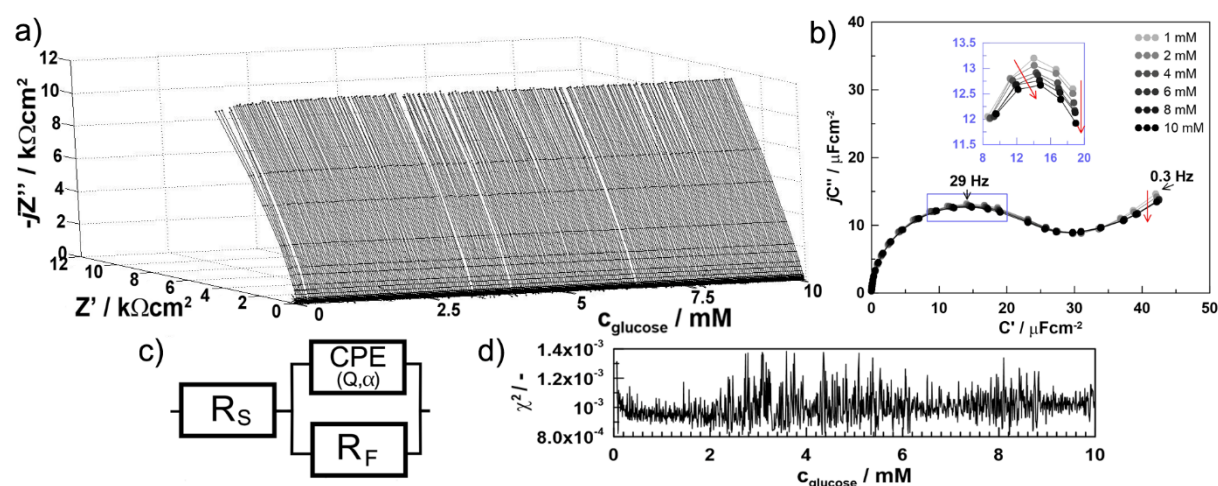 a)
12
10
8
6
4
2
0
-jZ'' / kΩcm²
12
10
8
6
4
2
0
Z' / kΩcm²
0
2.5
5
7.5
10
c_glucose / mM
b)
40
30
20
10
0
jC'' / µFcm⁻²
13.5
13
12.5
12
11.5
8 12 16 20
1 mM
2 mM
4 mM
6 mM
8 mM
10 mM
29 Hz
0.3 Hz
0 10 20 30 40 50
C' / µFcm⁻²
c)
R_S
CPE
(Q,α)
R_F
d)
1.4x10⁻³
1.2x10⁻³
10⁻³
8.0x10⁻⁴
χ² / -
0 2 4 6 8 10
c_glucose / mM